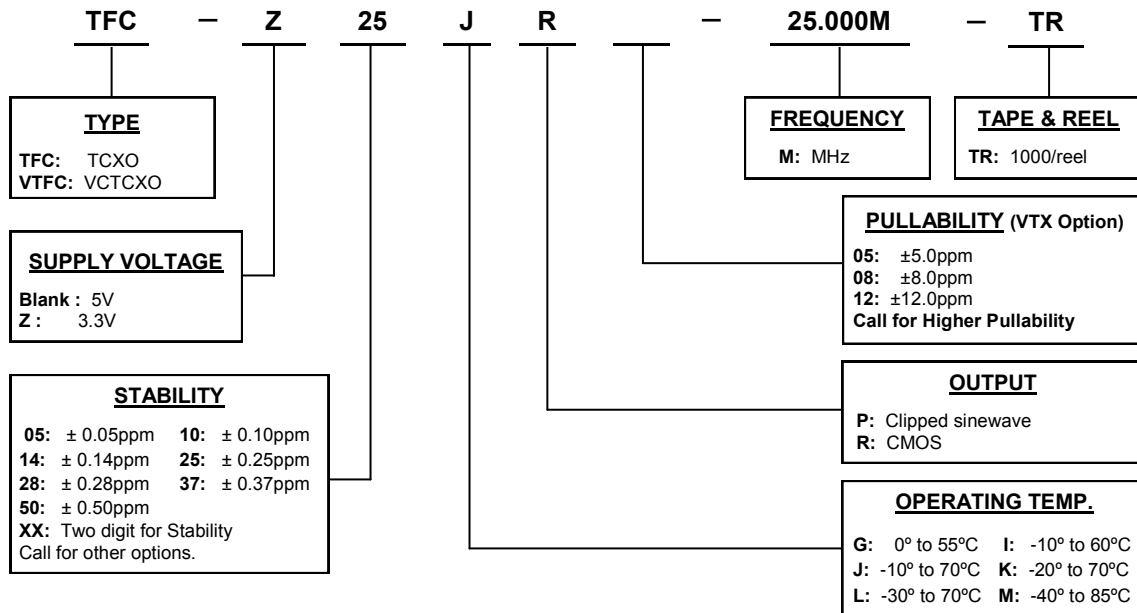 TFC – Z 25 J R – 25.000M – TR
TYPE
TFC: TCXO
VTFC: VCTCXO
SUPPLY VOLTAGE
Blank : 5V
Z : 3.3V
STABILITY
05: ± 0.05ppm 10: ± 0.10ppm
14: ± 0.14ppm 25: ± 0.25ppm
28: ± 0.28ppm 37: ± 0.37ppm
50: ± 0.50ppm
XX: Two digit for Stability
Call for other options.
FREQUENCY
M: MHz
TAPE & REEL
TR: 1000/reel
PULLABILITY (VTX Option)
05: ±5.0ppm
08: ±8.0ppm
12: ±12.0ppm
Call for Higher Pullability
OUTPUT
P: Clipped sinewave
R: CMOS
OPERATING TEMP.
G: 0º to 55ºC I: -10º to 60ºC
J: -10º to 70ºC K: -20º to 70ºC
L: -30º to 70ºC M: -40º to 85ºC